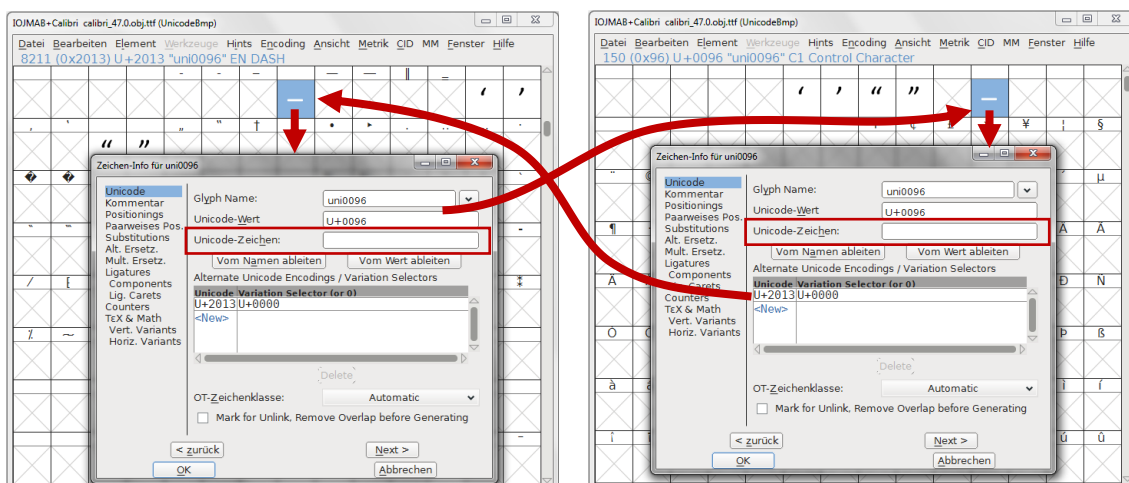 IOJMAB+Calibri calibri_47.0.obj.ttf (UnicodeBmp)
Datei Bearbeiten Element Werkzeuge Hints Encoding Ansicht Metrik CID MM Fenster Hilfe
8211 (0x2013) U+2013 "uni0096" EN DASH
Zeichen-Info für uni0096
Unicode
Kommentar
Positionings
Paarweises Pos.
Substitutions
Alt. Ersetz.
Mult. Ersetz.
Ligatures
Components
Lig. Carets
Counters
TεX & Math
Vert. Variants
Horiz. Variants
Glyph Name: uni0096
Unicode-Wert U+0096
Unicode-Zeichen:
Vom Namen ableiten Vom Wert ableiten
Alternate Unicode Encodings / Variation Selectors
Unicode Variation Selector (or 0)
U+2013 U+0000
<New>
Delete
OT-Zeichenklasse: Automatic
Mark for Unlink, Remove Overlap before Generating
< zurück Next >
OK Abbrechen
IOJMAB+Calibri calibri_47.0.obj.ttf (UnicodeBmp)
Datei Bearbeiten Element Werkzeuge Hints Encoding Ansicht Metrik CID MM Fenster Hilfe
150 (0x96) U+0096 "uni0096" C1 Control Character
Zeichen-Info für uni0096
Unicode
Kommentar
Positionings
Paarweises Pos.
Substitutions
Alt. Ersetz.
Mult. Ersetz.
Ligatures
Components
Carets
Counters
TεX & Math
Vert. Variants
Horiz. Variants
Glyph Name: uni0096
Unicode-Wert U+0096
Unicode-Zeichen:
Vom Namen ableiten Vom Wert ableiten
Alternate Unicode Encodings / Variation Selectors
Unicode Variation Selector (or 0)
U+2013 U+0000
<New>
Delete
OT-Zeichenklasse: Automatic
Mark for Unlink, Remove Overlap before Generating
< zurück Next >
OK Abbrechen